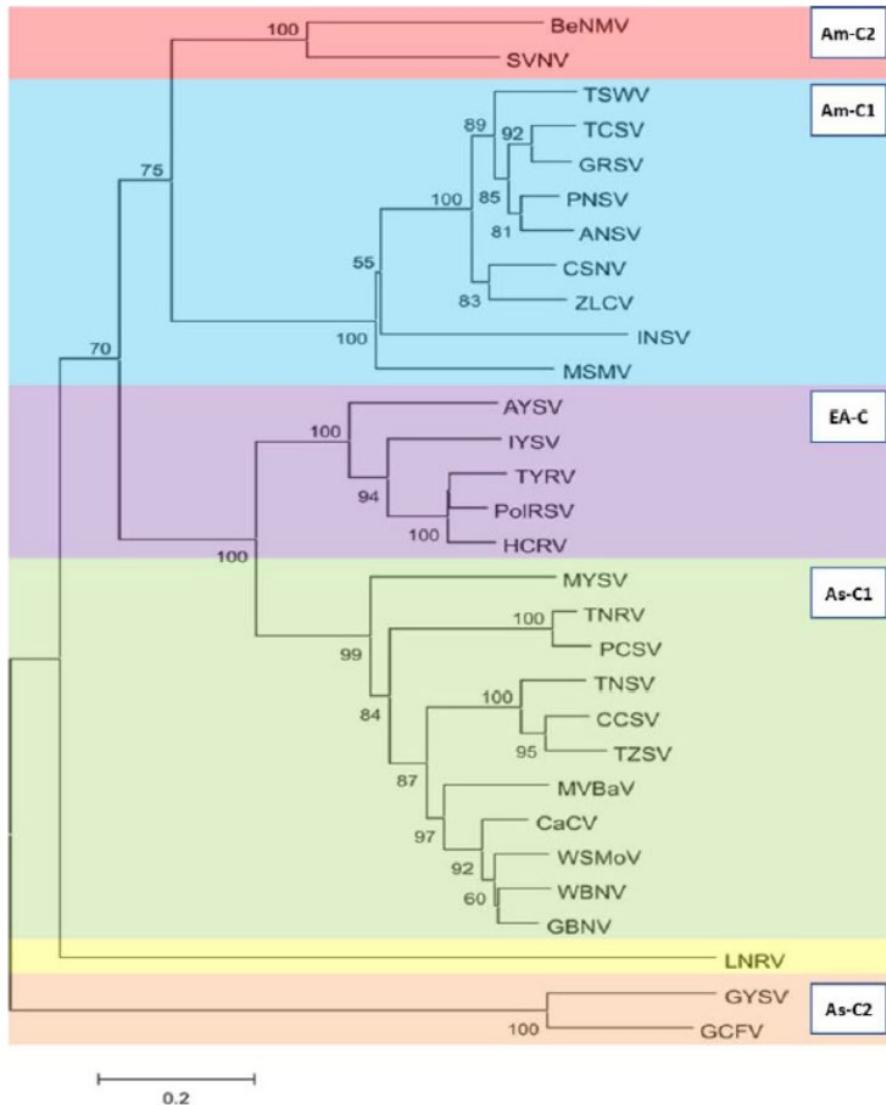 100
BeNMV
Am-C2
SVNV
TSWV
Am-C1
89
92
TCSV
GRSV
75
100
85
PNSV
81
ANSV
55
CSNV
83
ZLCV
100
INSV
70
MSMV
AYSV
EA-C
100
IYSV
94
TYRV
PolRSV
100
HCRV
100
MYSV
As-C1
100
TNRV
99
PCSV
TNSV
100
84
CCSV
95
TZSV
87
MVBaV
97
CaCV
92
WSMoV
60
WBNV
GBNV
LNRV
GYSV
As-C2
100
GCFV
0.2